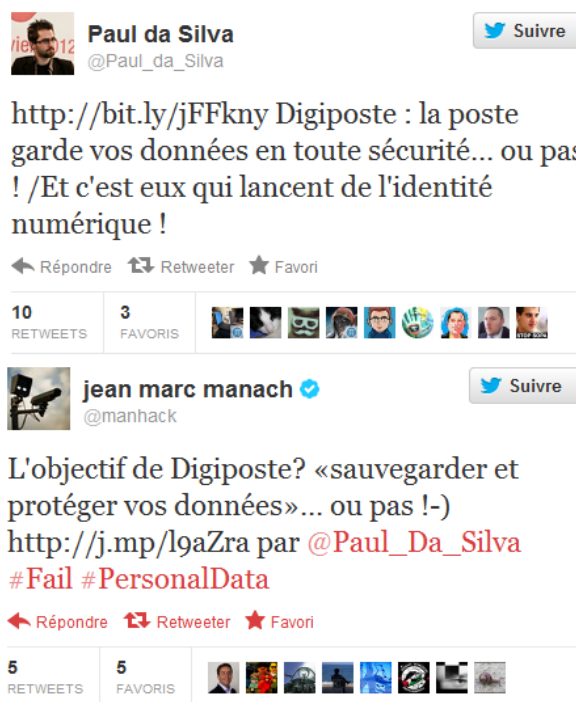 Paul da Silva
@Paul_da_Silva
Suivre
http://bit.ly/jFFkny Digiposte : la poste
garde vos données en toute sécurité... ou pas
! /Et c'est eux qui lancent de l'identité
numérique !
Répondre Retweeter Favori
10 3
RETWEETS FAVORIS
STOP SOPA
jean marc manach
@manhack
Suivre
L'objectif de Digiposte? «sauvegarder et
protéger vos données»... ou pas !-)
http://j.mp/l9aZra par @Paul_Da_Silva
#Fail #PersonalData
Répondre Retweeter Favori
5 5
RETWEETS FAVORIS